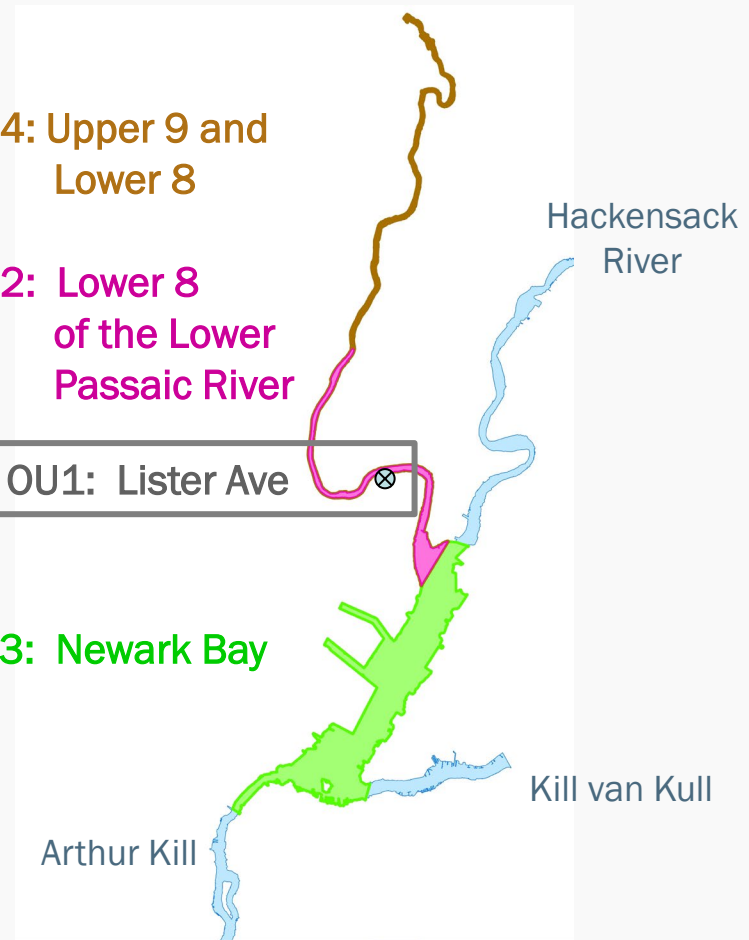 4: Upper 9 and
Lower 8
Hackensack
River
2: Lower 8
of the Lower
Passaic River
OU1: Lister Ave
3: Newark Bay
Kill van Kull
Arthur Kill